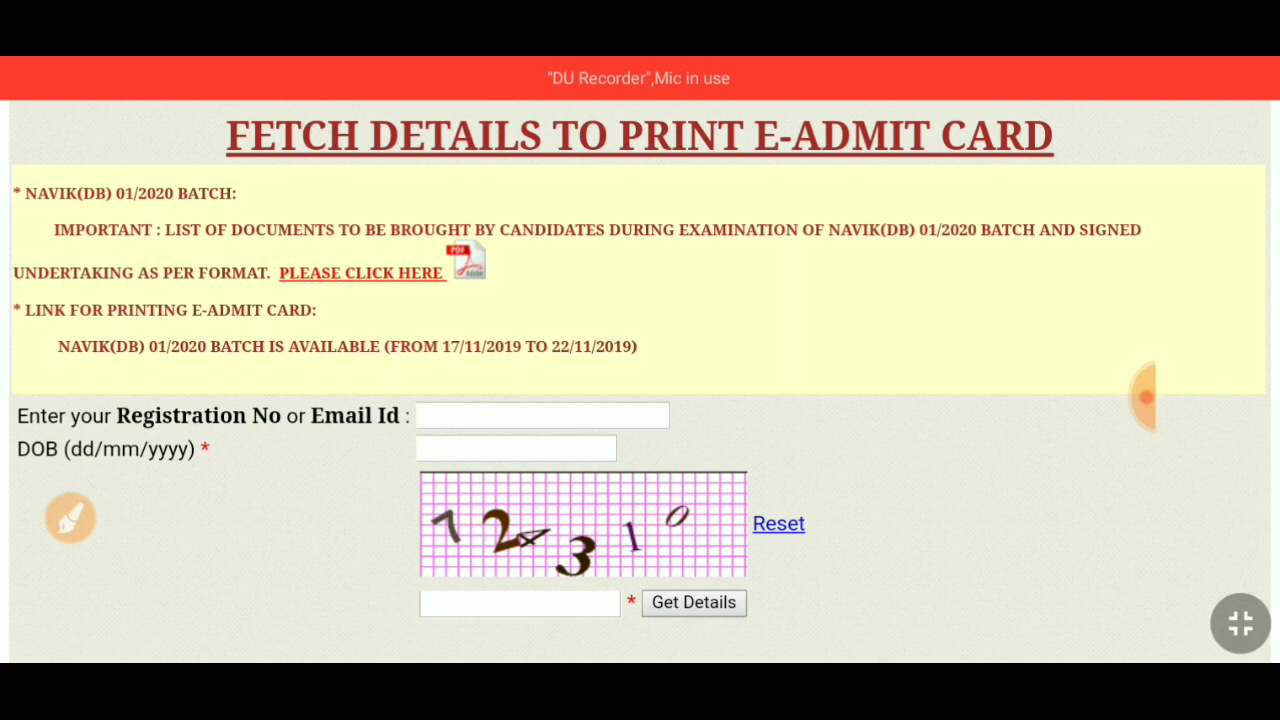 "DU Recorder",Mic in use
FETCH DETAILS TO PRINT E-ADMIT CARD
* NAVIK(DB) 01/2020 BATCH:
IMPORTANT : LIST OF DOCUMENTS TO BE BROUGHT BY CANDIDATES DURING EXAMINATION OF NAVIK(DB) 01/2020 BATCH AND SIGNED
UNDERTAKING AS PER FORMAT. PLEASE CLICK HERE PDF Adobe
* LINK FOR PRINTING E-ADMIT CARD:
NAVIK(DB) 01/2020 BATCH IS AVAILABLE (FROM 17/11/2019 TO 22/11/2019)
Enter your Registration No or Email Id :
DOB (dd/mm/yyyy) *
724310 Reset
* Get Details